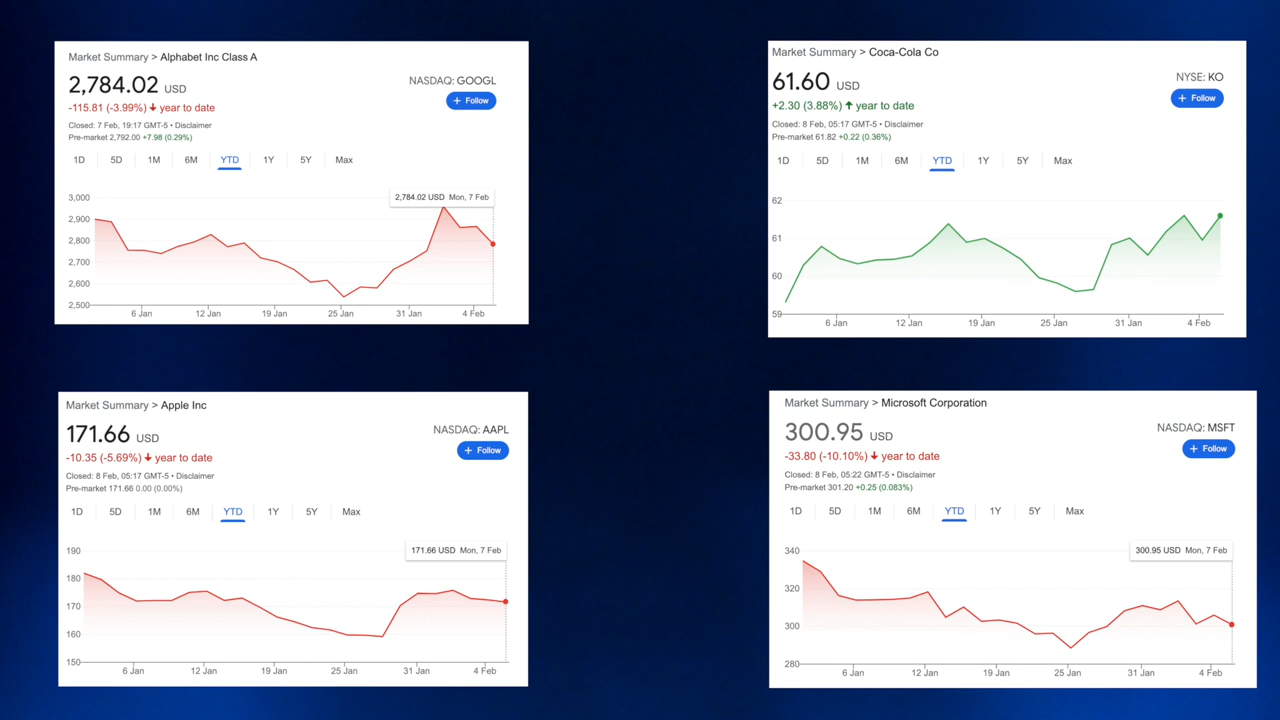 Market Summary > Alphabet Inc Class A
2,784.02 USD
NASDAQ: GOOGL
+ Follow
-115.81 (-3.99%) ↓ year to date
Closed: 7 Feb, 19:17 GMT-5 • Disclaimer
Pre-market 2,792.00 +7.98 (0.29%)
1D 5D 1M 6M YTD 1Y 5Y Max
2,784.02 USD Mon, 7 Feb
3,000
2,900
2,800
2,700
2,600
2,500
6 Jan 12 Jan 19 Jan 25 Jan 31 Jan 4 Feb
Market Summary > Coca-Cola Co
61.60 USD
NYSE: KO
+ Follow
+2.30 (3.88%) ↑ year to date
Closed: 8 Feb, 05:17 GMT-5 • Disclaimer
Pre-market 61.82 +0.22 (0.36%)
1D 5D 1M 6M YTD 1Y 5Y Max
62
61
60
59
6 Jan 12 Jan 19 Jan 25 Jan 31 Jan 4 Feb
Market Summary > Apple Inc
171.66 USD
NASDAQ: AAPL
+ Follow
-10.35 (-5.69%) ↓ year to date
Closed: 8 Feb, 05:17 GMT-5 • Disclaimer
Pre-market 171.66 0.00 (0.00%)
1D 5D 1M 6M YTD 1Y 5Y Max
171.66 USD Mon, 7 Feb
190
180
170
160
150
6 Jan 12 Jan 19 Jan 25 Jan 31 Jan 4 Feb
Market Summary > Microsoft Corporation
300.95 USD
NASDAQ: MSFT
+ Follow
-33.80 (-10.10%) ↓ year to date
Closed: 8 Feb, 05:22 GMT-5 • Disclaimer
Pre-market 301.20 +0.25 (0.083%)
1D 5D 1M 6M YTD 1Y 5Y Max
300.95 USD Mon, 7 Feb
340
320
300
280
6 Jan 12 Jan 19 Jan 25 Jan 31 Jan 4 Feb